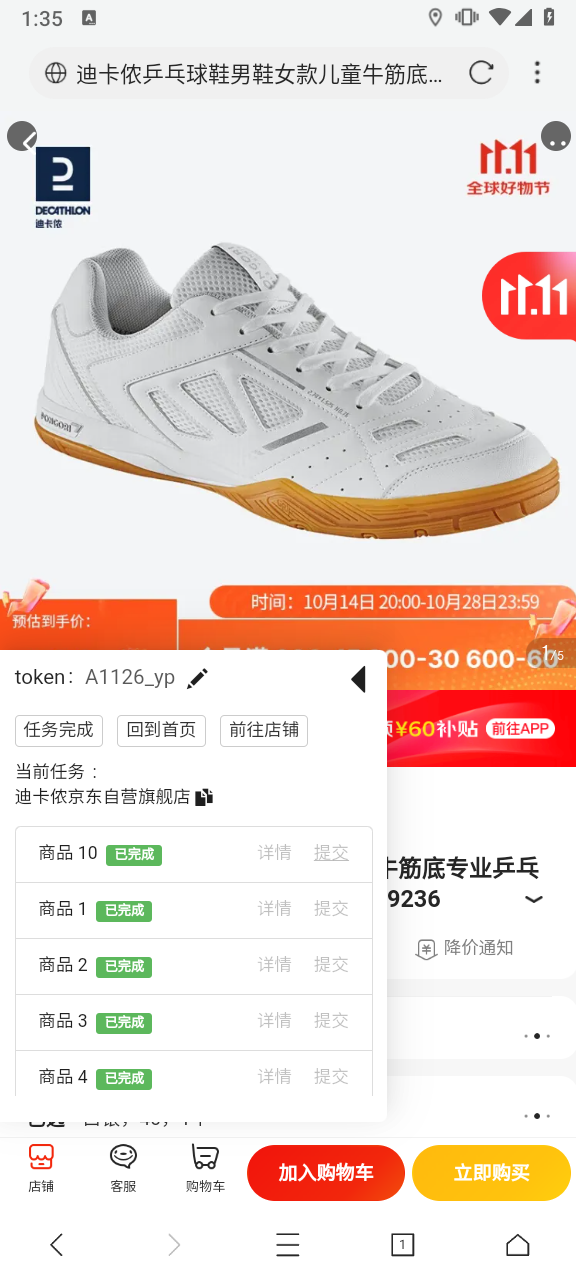 1:35
A
迪卡侬乒乓球鞋男鞋女款儿童牛筋底...
DECATHLON
迪卡侬
11.11
全球好物节
11.11
PONGORI
时间：10月14日 20:00-10月28日23:59
预估到手价：
00-30 600-60
1/5
token：A1126_yp
¥60补贴 前往APP
任务完成 回到首页 前往店铺
当前任务：
迪卡侬京东自营旗舰店
商品 10 已完成 详情 提交
牛筋底专业乒乓
9236
商品 1 已完成 详情 提交
降价通知
商品 2 已完成 详情 提交
商品 3 已完成 详情 提交
商品 4 已完成 详情 提交
店铺 客服 购物车 加入购物车 立即购买
1